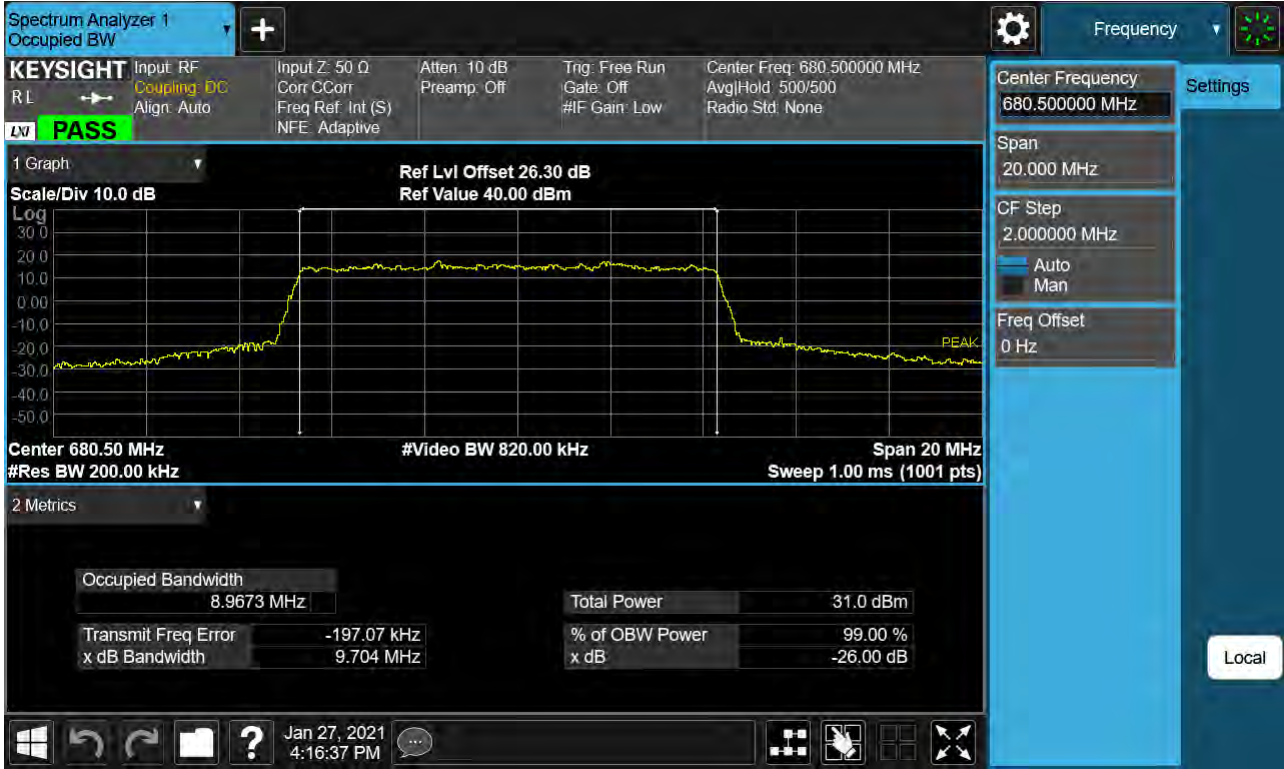 Spectrum Analyzer 1
Occupied BW
Frequency
KEYSIGHT
RL
LXI
PASS
Input: RF
Coupling: DC
Align: Auto
Input Z: 50 Ω
Corr CCorr
Freq Ref: Int (S)
NFE: Adaptive
Atten: 10 dB
Preamp: Off
Trig: Free Run
Gate: Off
#IF Gain: Low
Center Freq: 680.500000 MHz
Avg|Hold: 500/500
Radio Std: None
Center Frequency
680.500000 MHz
Settings
Span
20.000 MHz
CF Step
2.000000 MHz
Auto
Man
Freq Offset
0 Hz
Local
1 Graph
Scale/Div 10.0 dB
Ref Lvl Offset 26.30 dB
Ref Value 40.00 dBm
Log
30.0
20.0
10.0
0.00
-10.0
-20.0
-30.0
-40.0
-50.0
PEAK
Center 680.50 MHz
#Video BW 820.00 kHz
Span 20 MHz
#Res BW 200.00 kHz
Sweep 1.00 ms (1001 pts)
2 Metrics
Occupied Bandwidth
8.9673 MHz
Total Power 31.0 dBm
Transmit Freq Error -197.07 kHz
% of OBW Power 99.00 %
x dB Bandwidth 9.704 MHz
x dB -26.00 dB
?
Jan 27, 2021
4:16:37 PM